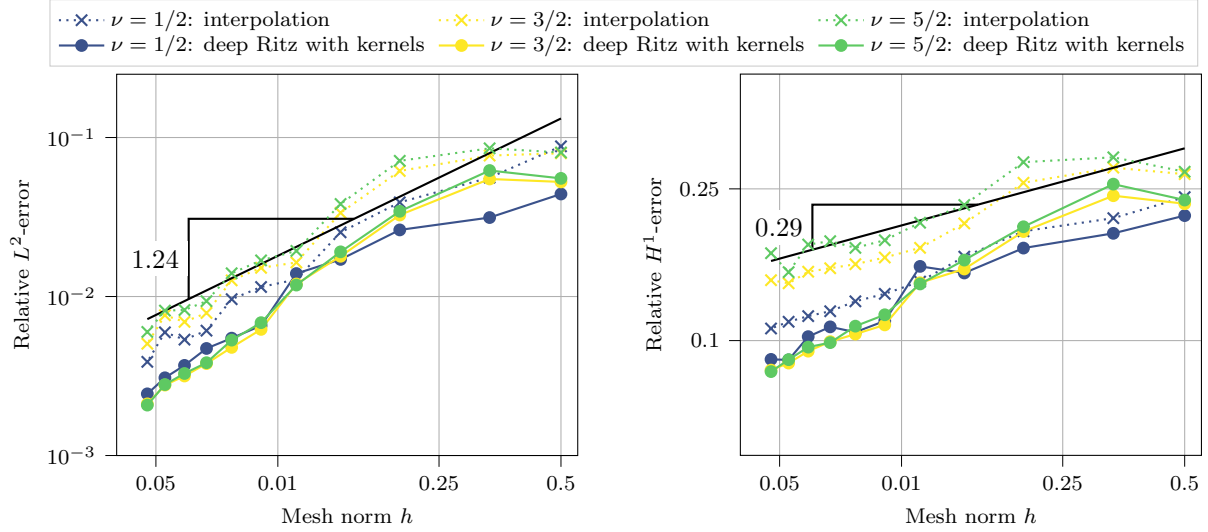 ν = 1/2: interpolation ν = 3/2: interpolation ν = 5/2: interpolation
ν = 1/2: deep Ritz with kernels ν = 3/2: deep Ritz with kernels ν = 5/2: deep Ritz with kernels
Relative L²-error
10⁻¹
10⁻²
10⁻³
1.24
0.05 0.01 0.25 0.5
Mesh norm h
Relative H¹-error
0.25
0.1
0.29
0.05 0.01 0.25 0.5
Mesh norm h